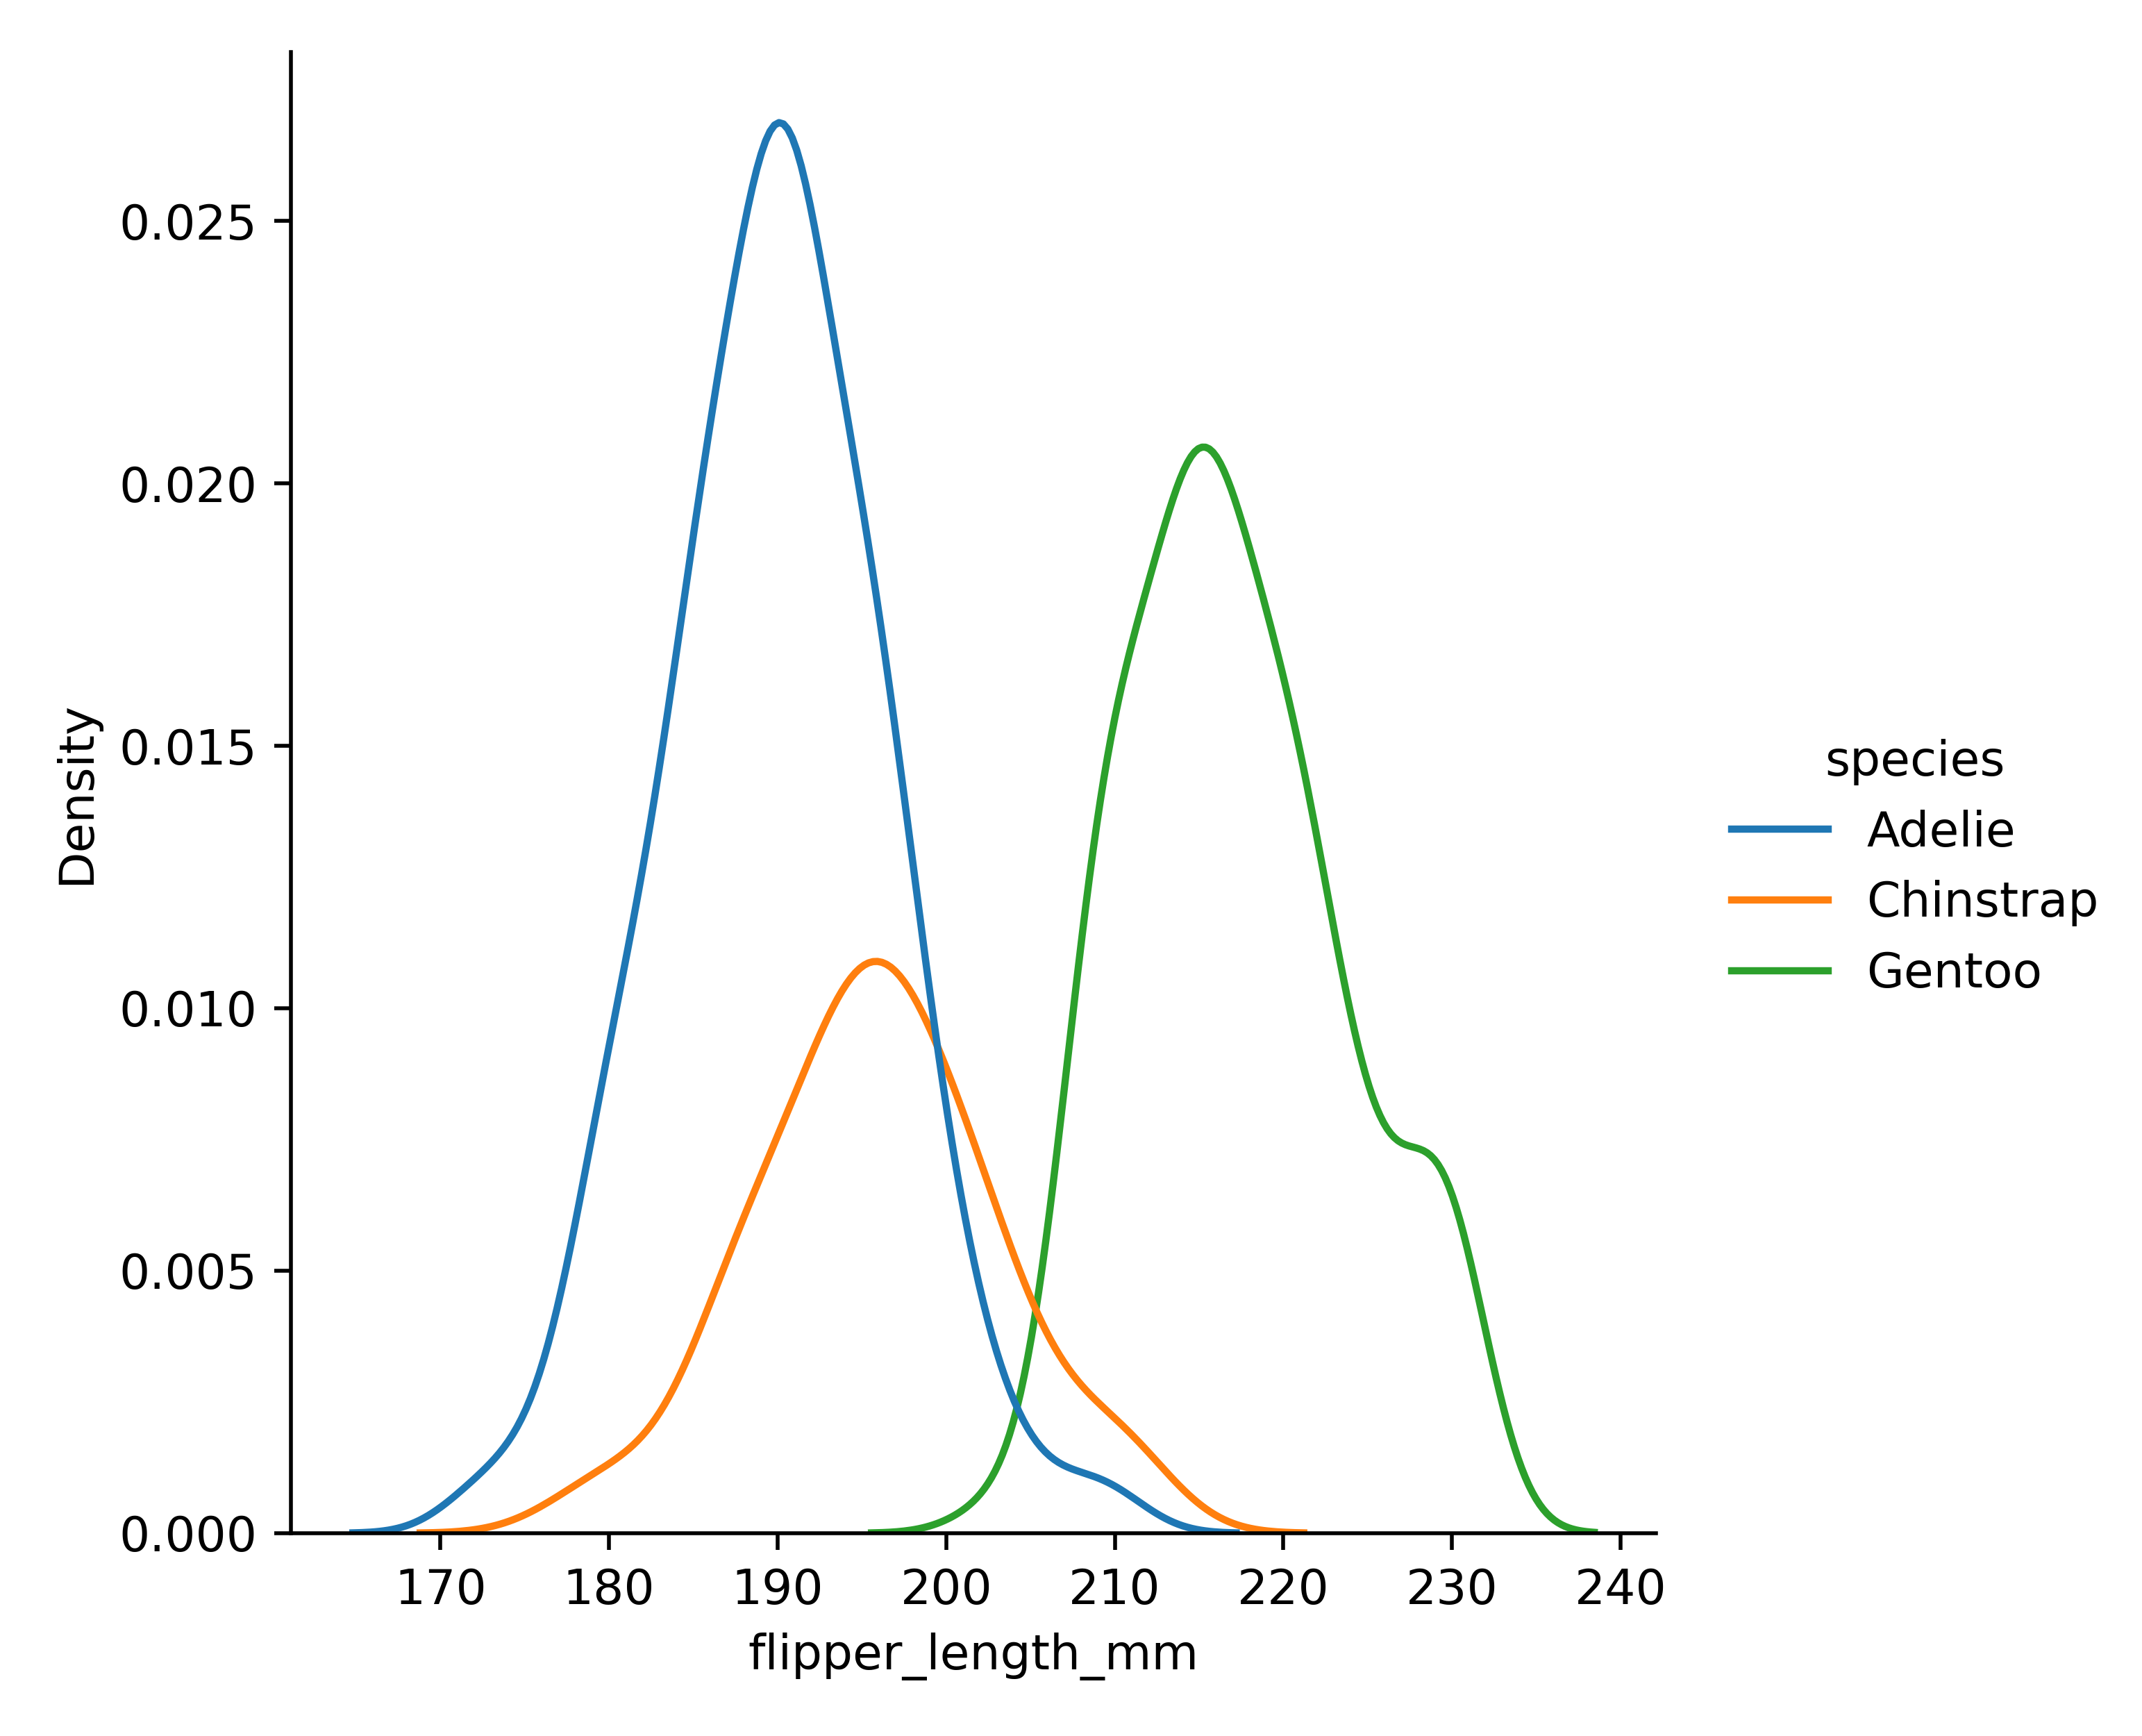 Density
0.025
0.020
0.015
0.010
0.005
0.000
170 180 190 200 210 220 230 240
flipper_length_mm
species
Adelie
Chinstrap
Gentoo